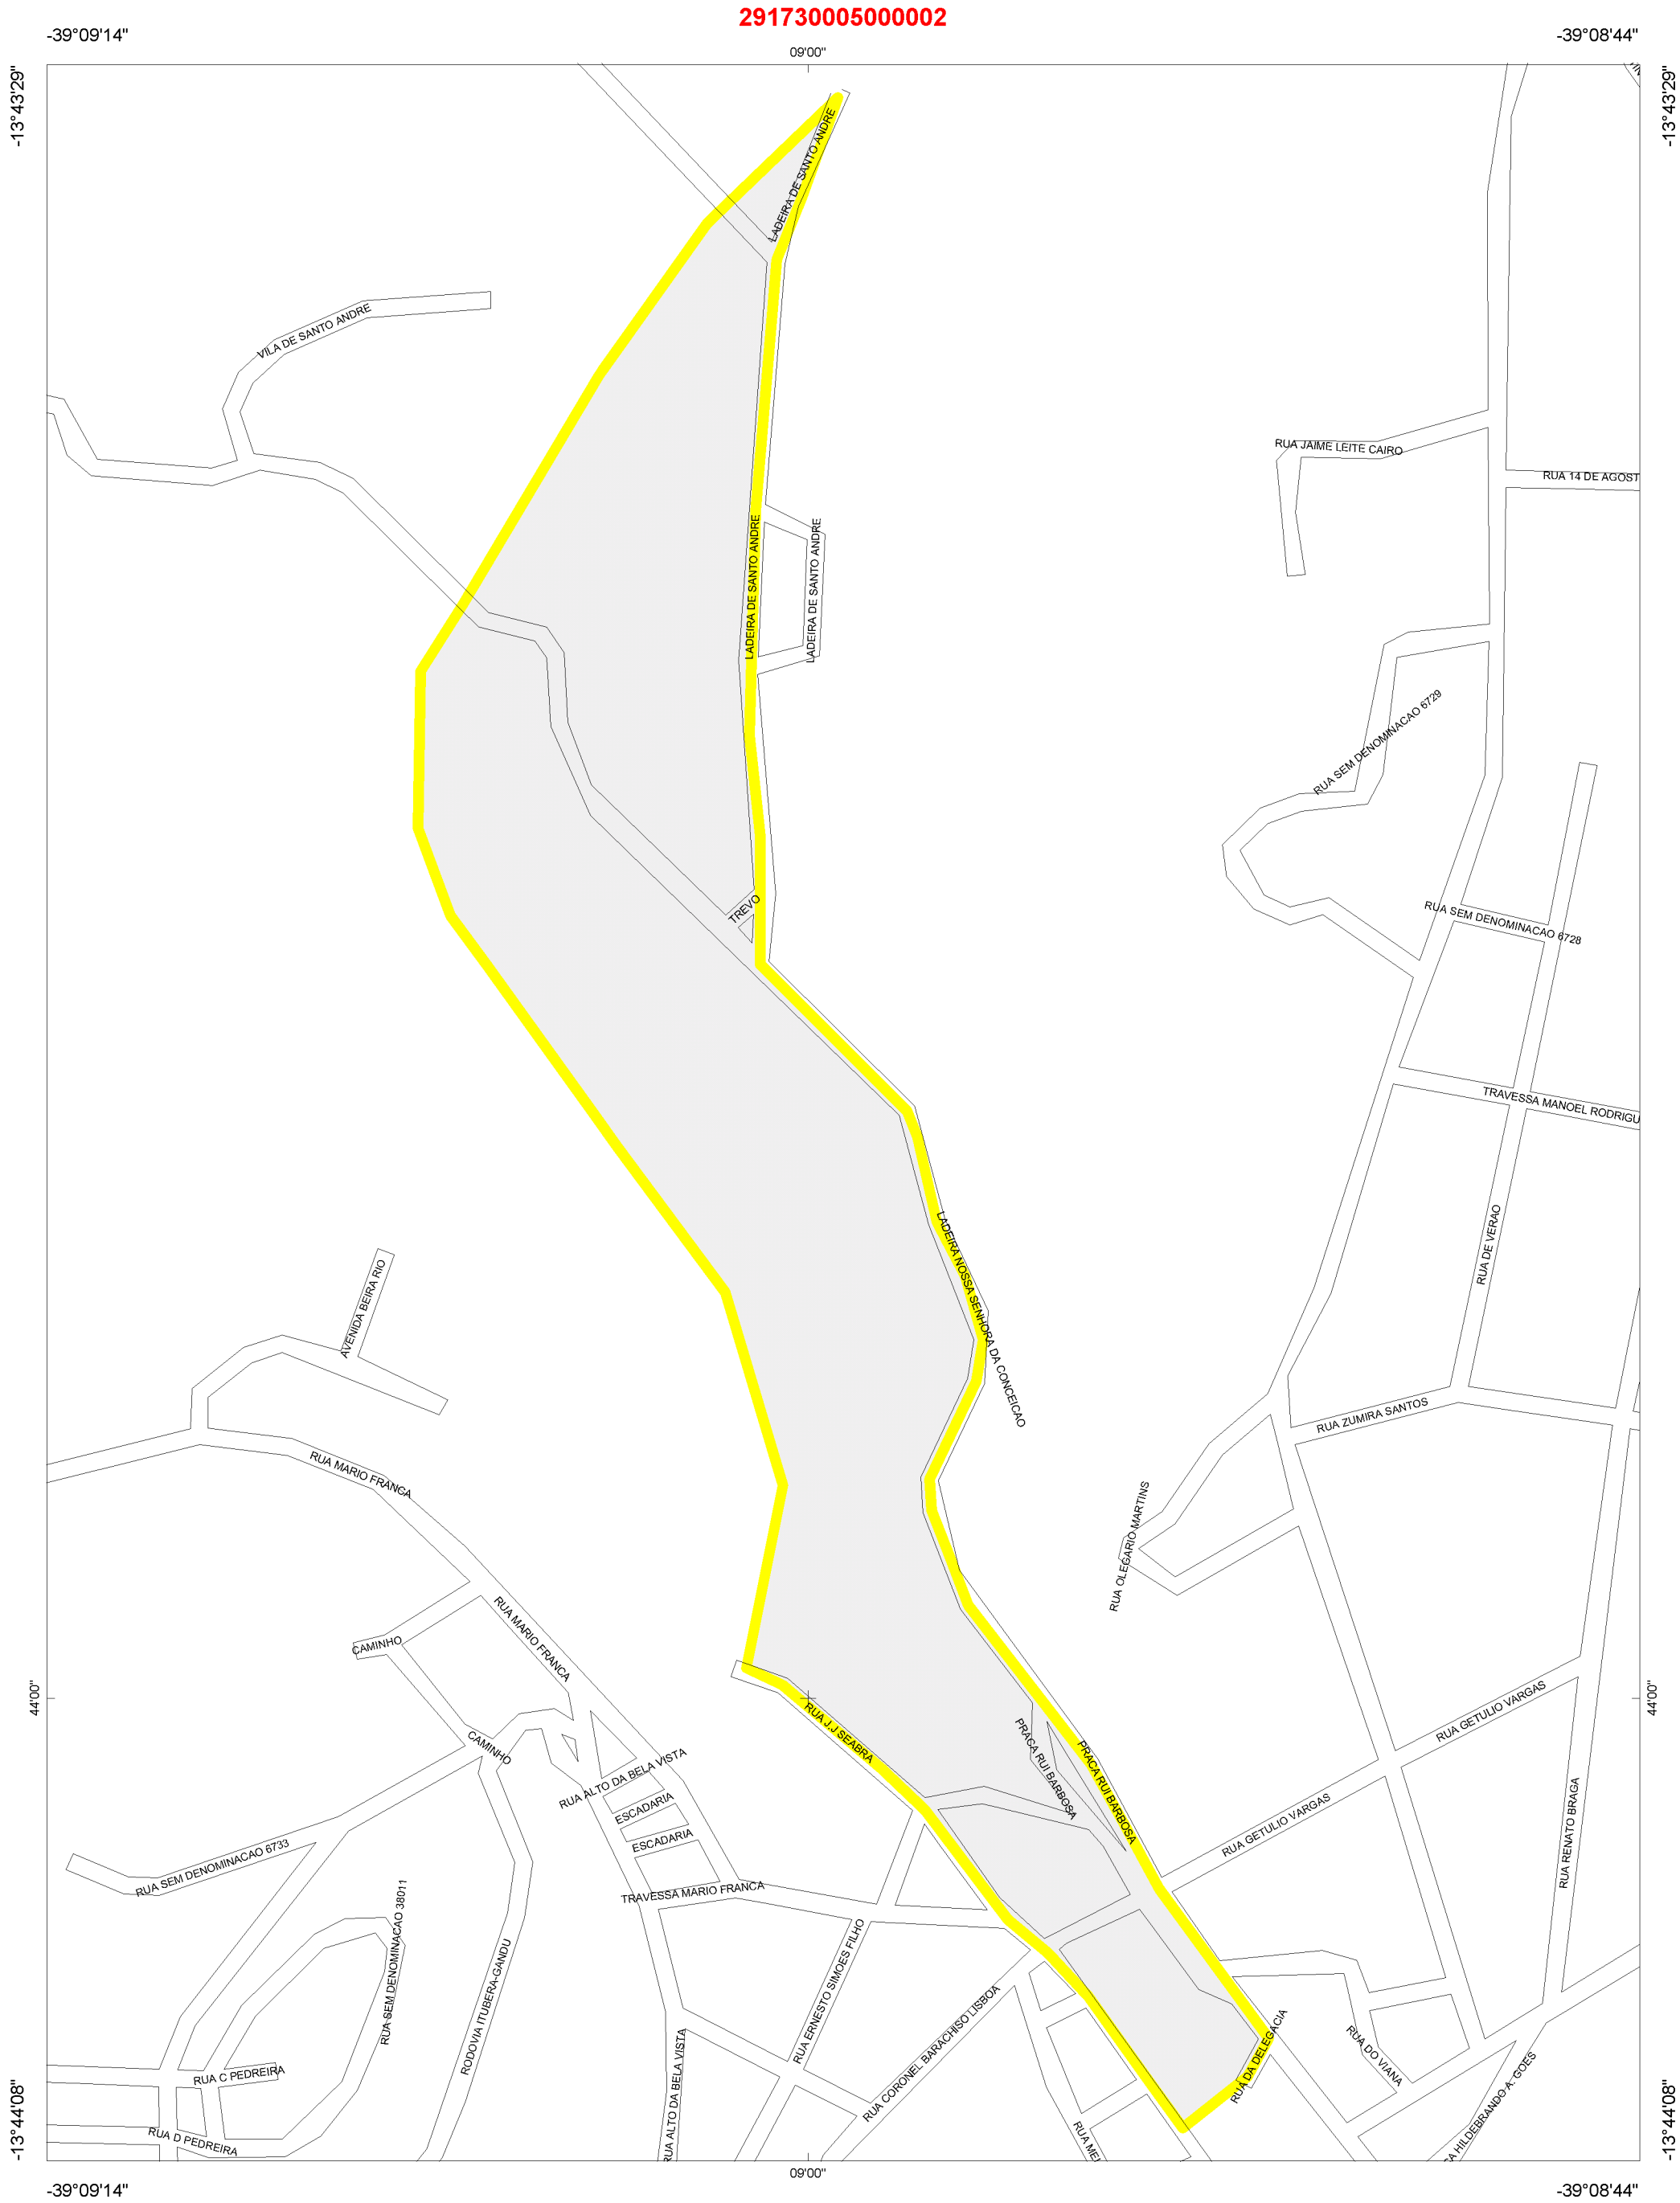 291730005000002
-39°09'14"
09'00"
-39°08'44"
-13°43'29"
-13°43'29"
LADEIRA DE SANTO ANDRE
VILA DE SANTO ANDRE
RUA JAIME LEITE CAIRO
RUA 14 DE AGOST
LADEIRA DE SANTO ANDRE
LADEIRA DE SANTO ANDRE
RUA SEM DENOMINACAO 6729
TREVO
RUA SEM DENOMINACAO 6728
TRAVESSA MANOEL RODRIGU
LADEIRA NOSSA SENHORA DA CONCEICAO
RUA DE VERAO
AVENIDA BEIRA RIO
RUA ZUMIRA SANTOS
RUA MARIO FRANCA
RUA OLEGARIO MARTINS
RUA MARIO FRANCA
CAMINHO
44'00"
44'00"
RUA J.J SEABRA
PRACA RUI BARBOSA
PRACA RUI BARBOSA
RUA GETULIO VARGAS
CAMINHO
RUA ALTO DA BELA VISTA
ESCADARIA
ESCADARIA
RUA GETULIO VARGAS
RUA RENATO BRAGA
RUA SEM DENOMINACAO 6733
TRAVESSA MARIO FRANCA
RUA SEM DENOMINACAO 38011
RODOVIA ITUBERA-GANDU
RUA ERNESTO SIMOES FILHO
RUA CORONEL BARACHISO LISBOA
RUA DA DELEGACIA
RUA DO VIANA
RUA C PEDREIRA
RUA ALTO DA BELA VISTA
RUA D PEDREIRA
RUA MEI
CA HILDEBRANDO A. GOES
-13°44'08"
-13°44'08"
-39°09'14"
09'00"
-39°08'44"